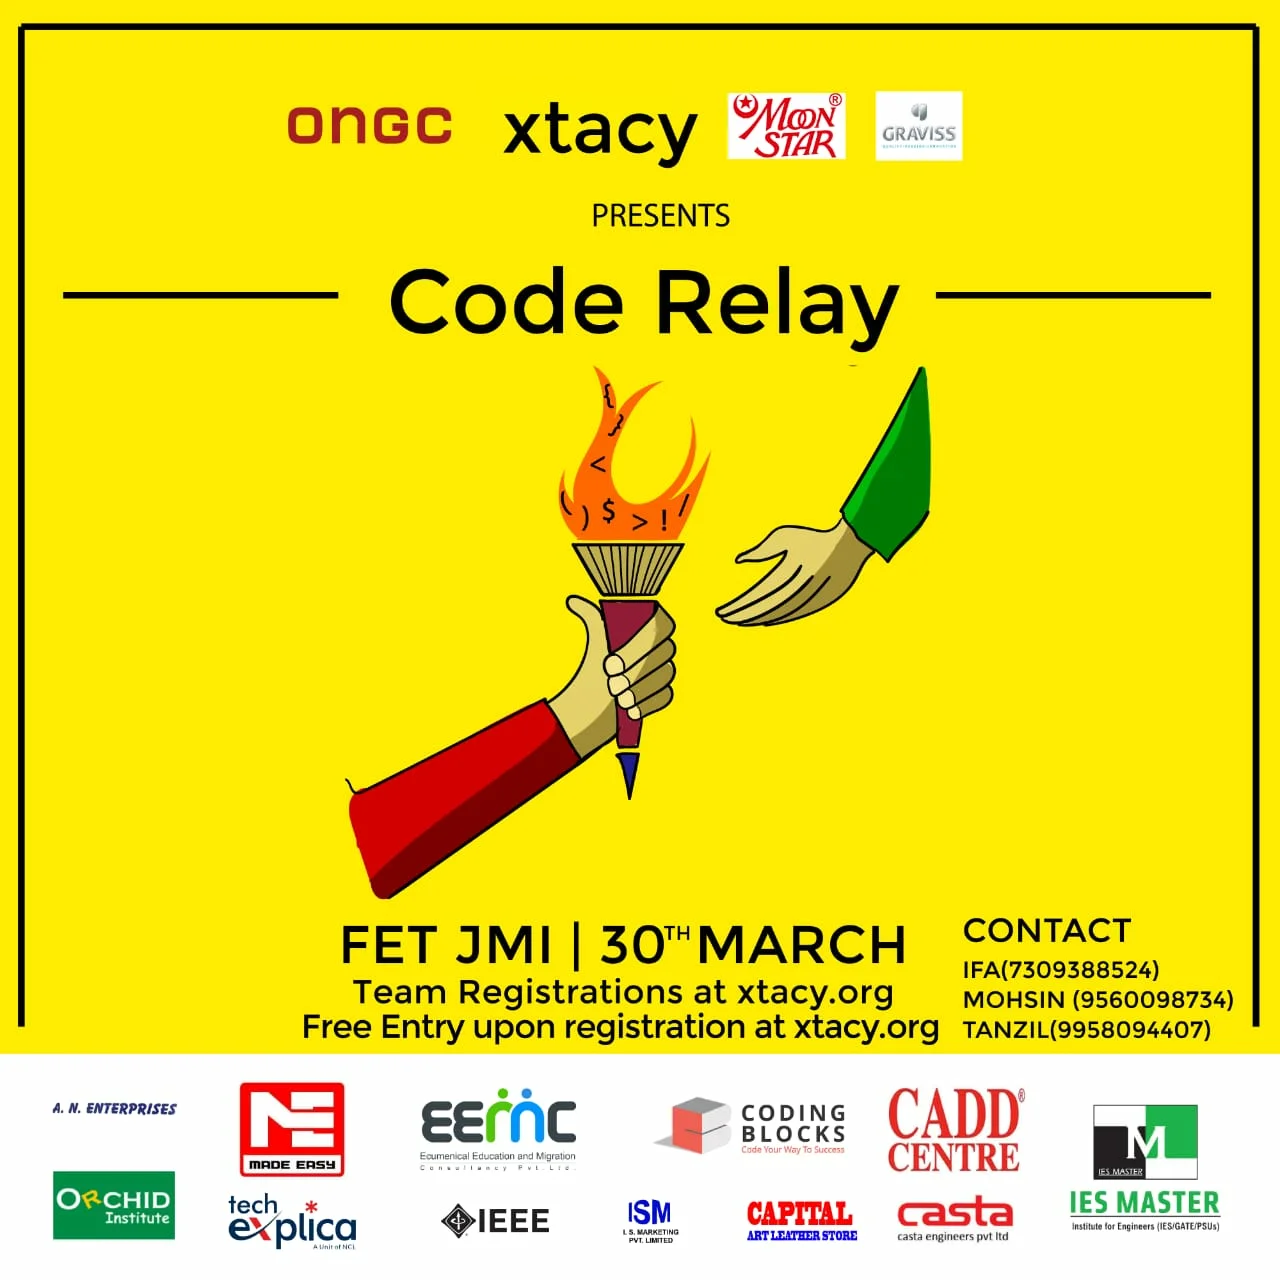 ONGC xtacy MOON STAR ® GRAVISS
PRESENTS
Code Relay
{
}
<
( ) $ > ! /
FET JMI | 30TH MARCH
Team Registrations at xtacy.org
Free Entry upon registration at xtacy.org
CONTACT
IFA(7309388524)
MOHSIN (9560098734)
TANZIL(9958094407)
A. N. ENTERPRISES
ME
MADE EASY
EEMC
Ecumenical Education and Migration
Consultancy Pvt. Ltd.
CODING
BLOCKS
Code Your Way To Success
CADD®
CENTRE
M
IES MASTER
IES MASTER
Institute for Engineers (IES/GATE/PSUs)
ORCHID
Institute
tech
explica
A Unit of NCL
IEEE
ISM
I. S. MARKETING
PVT. LIMITED
CAPITAL
ART LEATHER STORE
casta
casta engineers pvt ltd